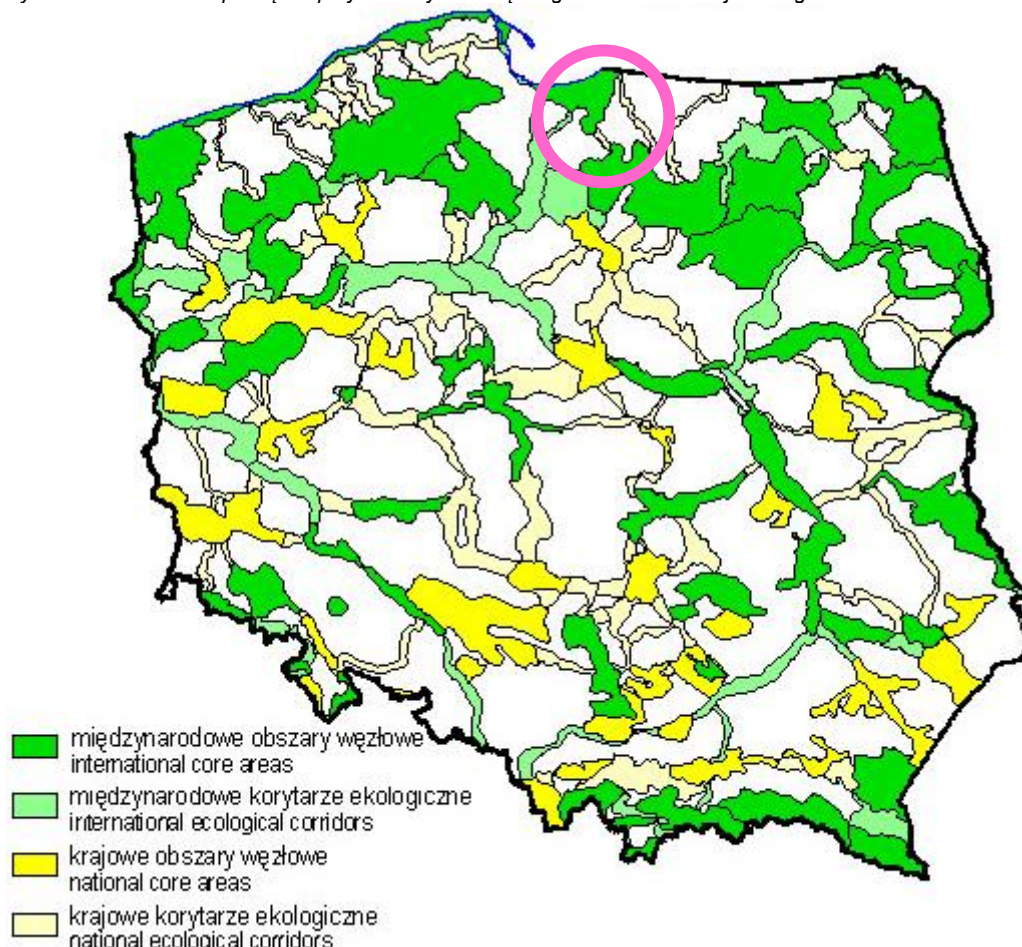 międzynarodowe obszary węzłowe
international core areas
międzynarodowe korytarze ekologiczne
international ecological corridors
krajowe obszary węzłowe
national core areas
krajowe korytarze ekologiczne
national ecological corridors